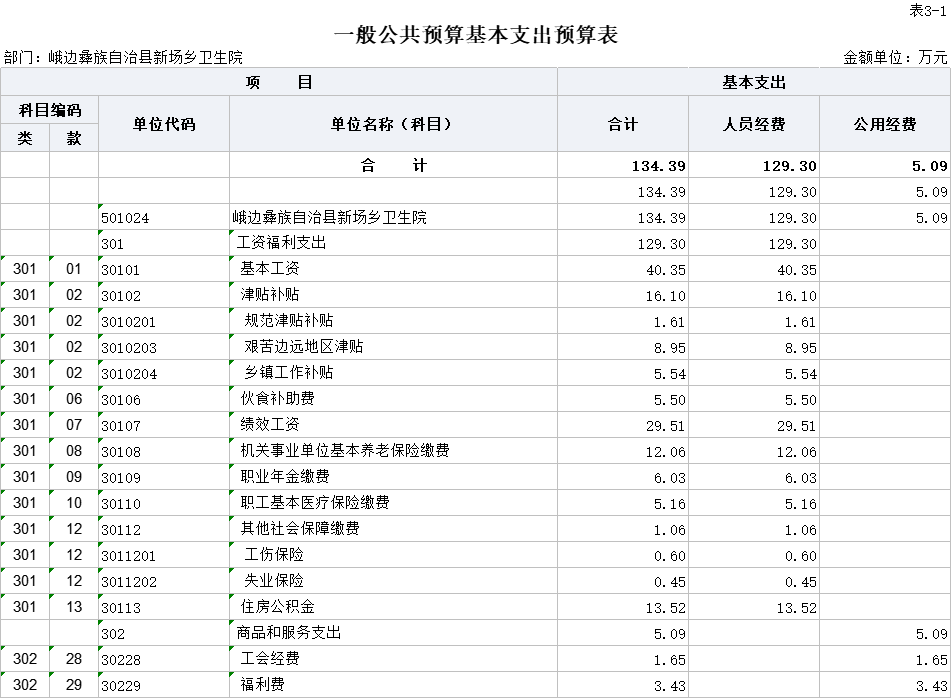 表3-1
一般公共预算基本支出预算表
部门：峨边彝族自治县新场乡卫生院 金额单位：万元
项 目 基本支出
科目编码 单位代码 单位名称（科目） 合计 人员经费 公用经费
类 款
合 计 134.39 129.30 5.09
134.39 129.30 5.09
501024 峨边彝族自治县新场乡卫生院 134.39 129.30 5.09
301 工资福利支出 129.30 129.30
301 01 30101 基本工资 40.35 40.35
301 02 30102 津贴补贴 16.10 16.10
301 02 3010201 规范津贴补贴 1.61 1.61
301 02 3010203 艰苦边远地区津贴 8.95 8.95
301 02 3010204 乡镇工作补贴 5.54 5.54
301 06 30106 伙食补助费 5.50 5.50
301 07 30107 绩效工资 29.51 29.51
301 08 30108 机关事业单位基本养老保险缴费 12.06 12.06
301 09 30109 职业年金缴费 6.03 6.03
301 10 30110 职工基本医疗保险缴费 5.16 5.16
301 12 30112 其他社会保障缴费 1.06 1.06
301 12 3011201 工伤保险 0.60 0.60
301 12 3011202 失业保险 0.45 0.45
301 13 30113 住房公积金 13.52 13.52
302 商品和服务支出 5.09 5.09
302 28 30228 工会经费 1.65 1.65
302 29 30229 福利费 3.43 3.43